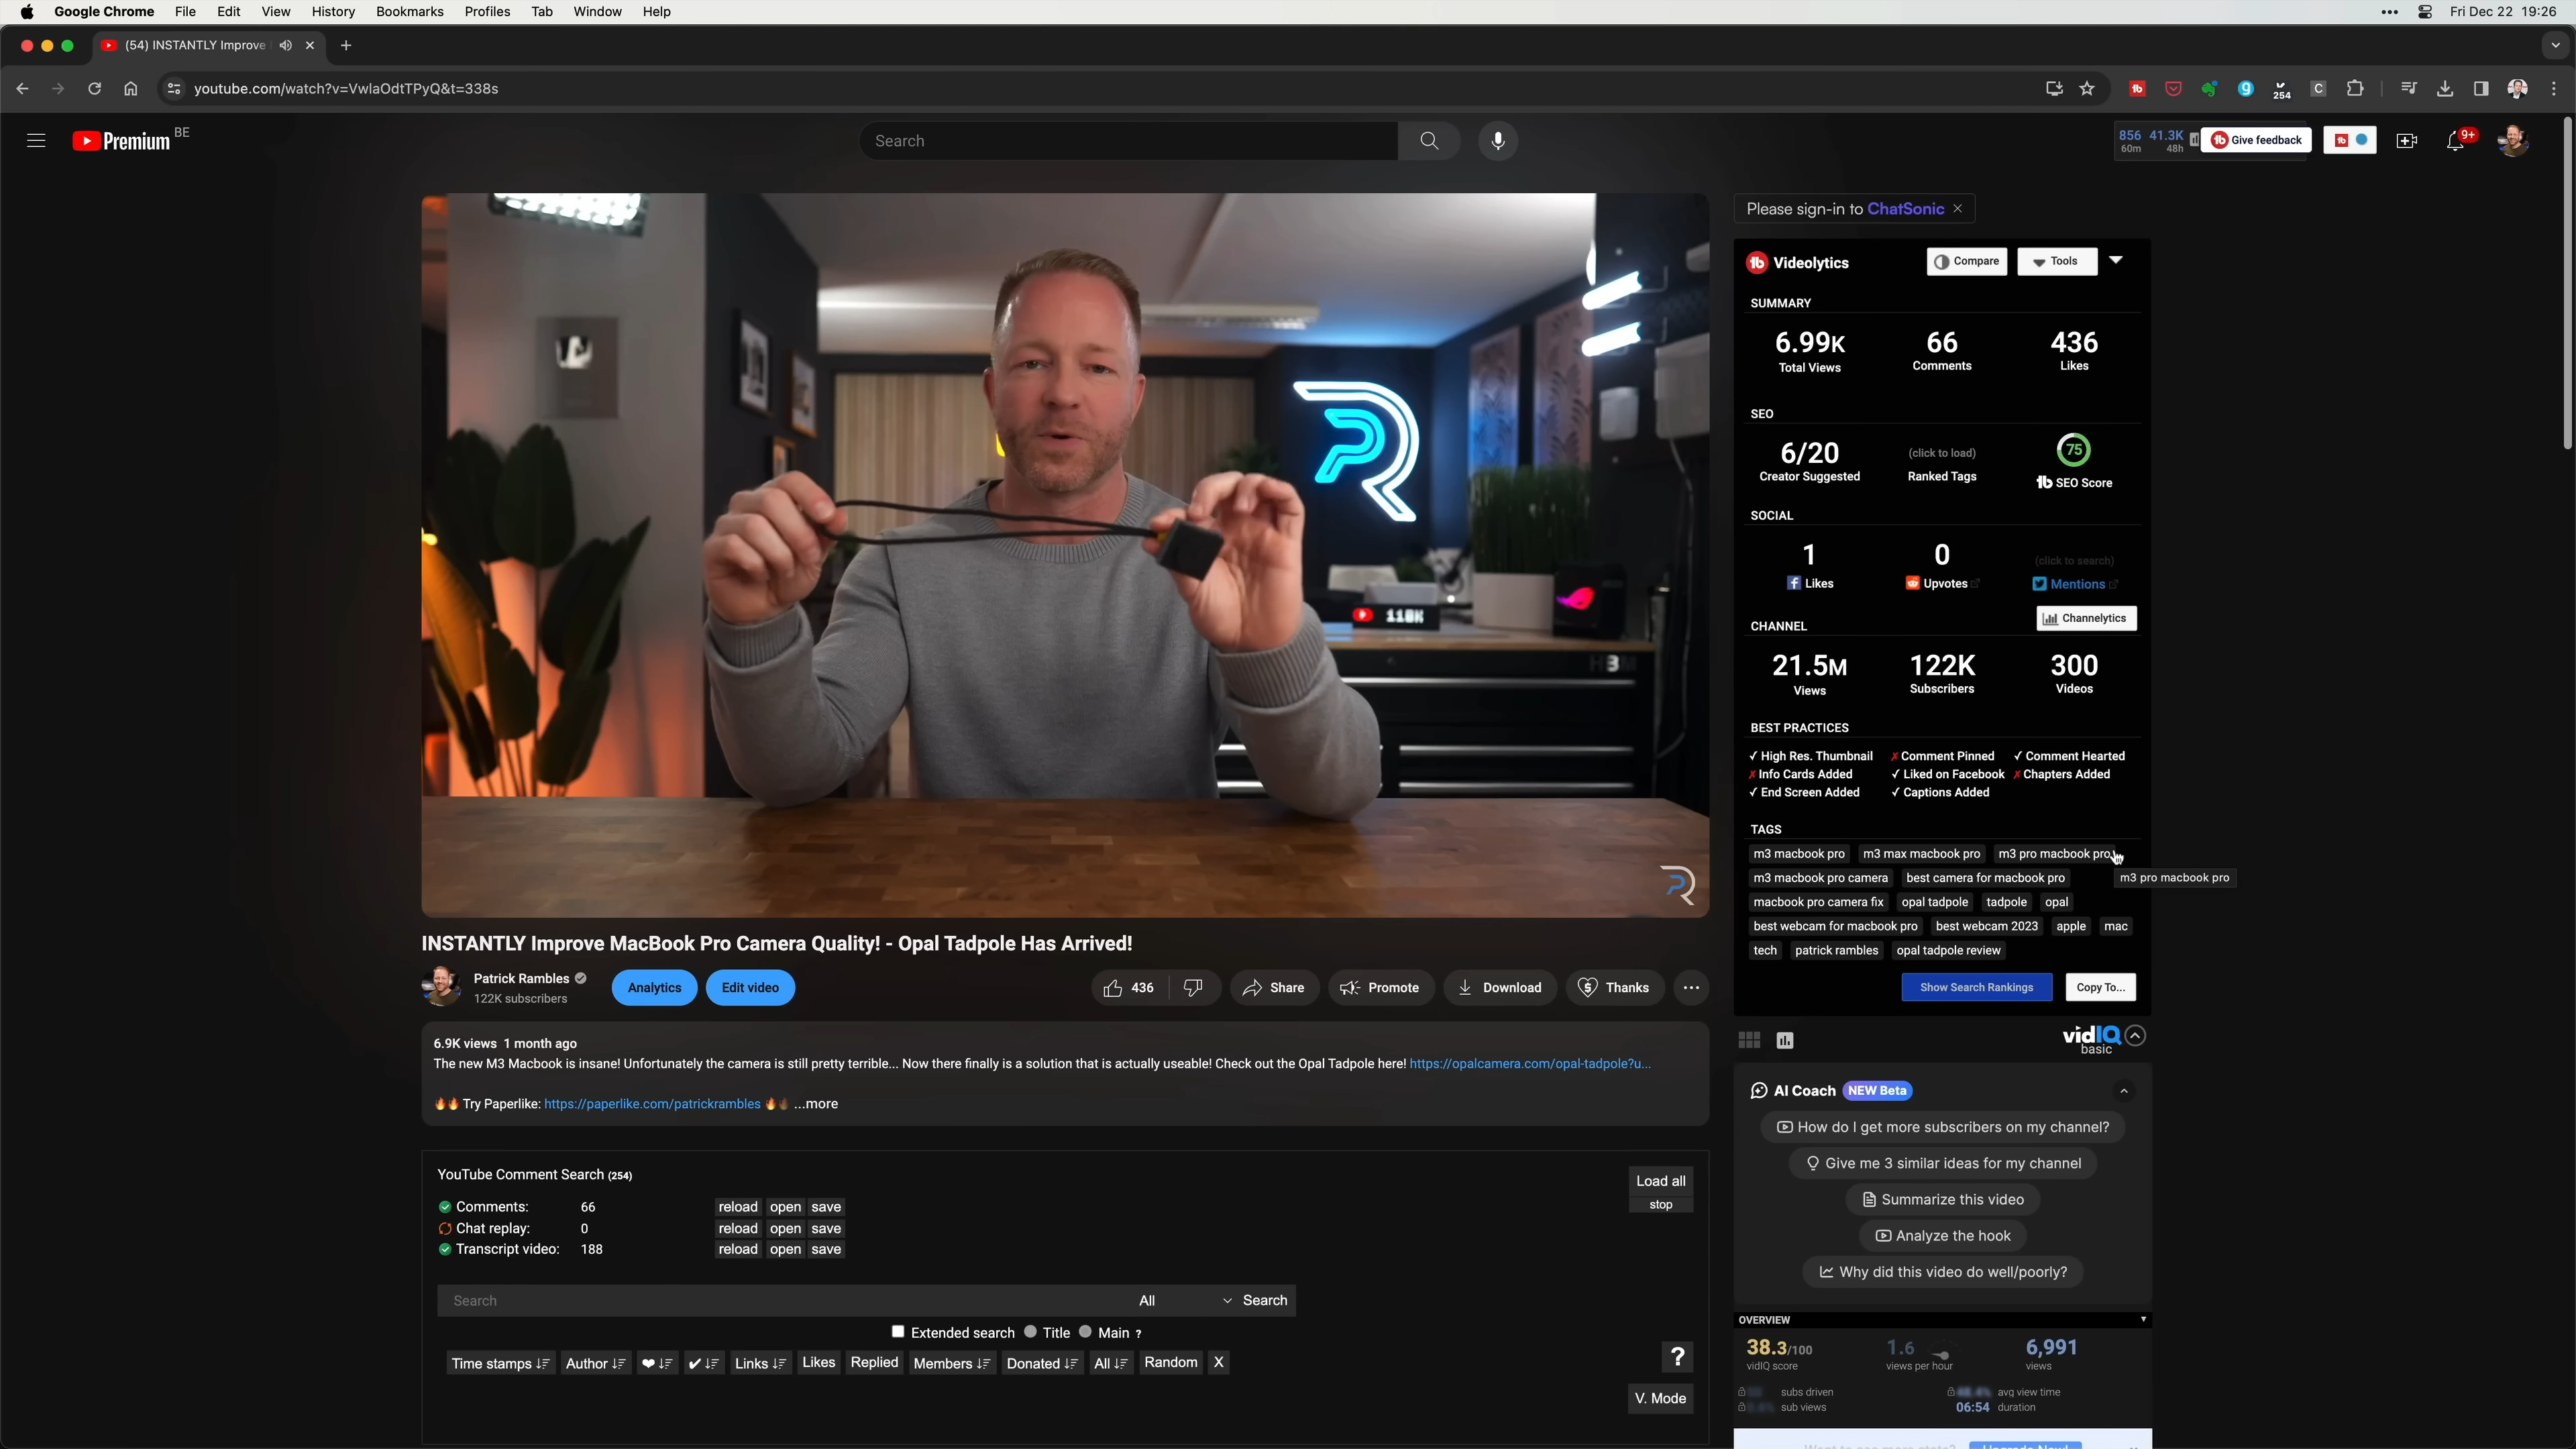 Google Chrome File Edit View History Bookmarks Profiles Tab Window Help
Fri Dec 22 19:26
(54) INSTANTLY Improve
youtube.com/watch?v=VwlaOdtTPyQ&t=338s
254
Premium BE
Search
856 41.3K
60m 48h
Give feedback
9+
Please sign-in to ChatSonic
Videolytics
Compare
Tools
SUMMARY
6.99K 66 436
Total Views Comments Likes
SEO
6/20 (click to load) 75
Creator Suggested Ranked Tags SEO Score
SOCIAL
1 0 (click to search)
Likes Upvotes Mentions
Channelytics
CHANNEL
21.5M 122K 300
Views Subscribers Videos
BEST PRACTICES
✓ High Res. Thumbnail ✗ Comment Pinned ✓ Comment Hearted
✗ Info Cards Added ✓ Liked on Facebook ✗ Chapters Added
✓ End Screen Added ✓ Captions Added
TAGS
m3 macbook pro m3 max macbook pro m3 pro macbook pro
m3 macbook pro camera best camera for macbook pro
m3 pro macbook pro
macbook pro camera fix opal tadpole tadpole opal
best webcam for macbook pro best webcam 2023 apple mac
tech patrick rambles opal tadpole review
Show Search Rankings Copy To...
118K
INSTANTLY Improve MacBook Pro Camera Quality! - Opal Tadpole Has Arrived!
Patrick Rambles
122K subscribers
Analytics Edit video
436 Share Promote Download Thanks
6.9K views 1 month ago
The new M3 Macbook is insane! Unfortunately the camera is still pretty terrible... Now there finally is a solution that is actually useable! Check out the Opal Tadpole here! https://opalcamera.com/opal-tadpole?u...
🔥🔥 Try Paperlike: https://paperlike.com/patrickrambles 🔥🔥 ...more
YouTube Comment Search (254)
Load all
stop
Comments: 66 reload open save
Chat replay: 0 reload open save
Transcript video: 188 reload open save
Search All Search
Extended search Title Main ?
Time stamps Author ❤ ✔ Links Likes Replied Members Donated All Random X
?
V. Mode
vidIQ
basic
AI Coach NEW Beta
How do I get more subscribers on my channel?
Give me 3 similar ideas for my channel
Summarize this video
Analyze the hook
Why did this video do well/poorly?
OVERVIEW
38.3/100 1.6 6,991
vidIQ score views per hour views
subs driven avg view time
sub views 06:54 duration